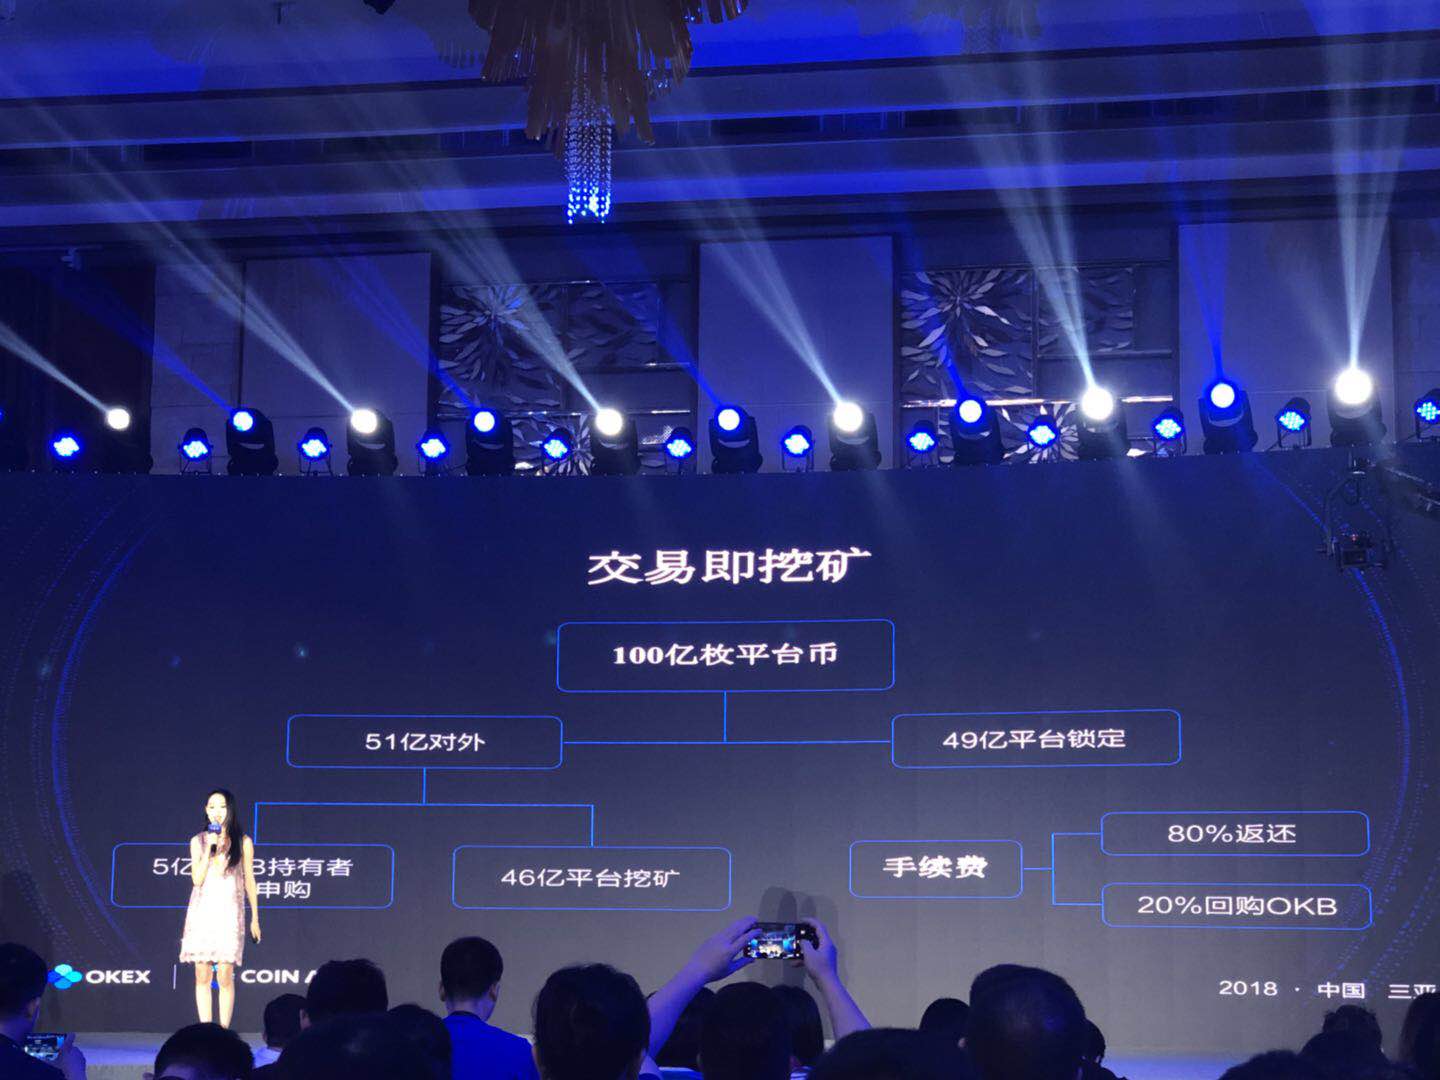 交易即挖矿
100亿枚平台币
51亿对外
49亿平台锁定
5亿 B持有者
申购
46亿平台挖矿
手续费
80%返还
20%回购OKB
OKEX
COIN A
2018 · 中国 三亚